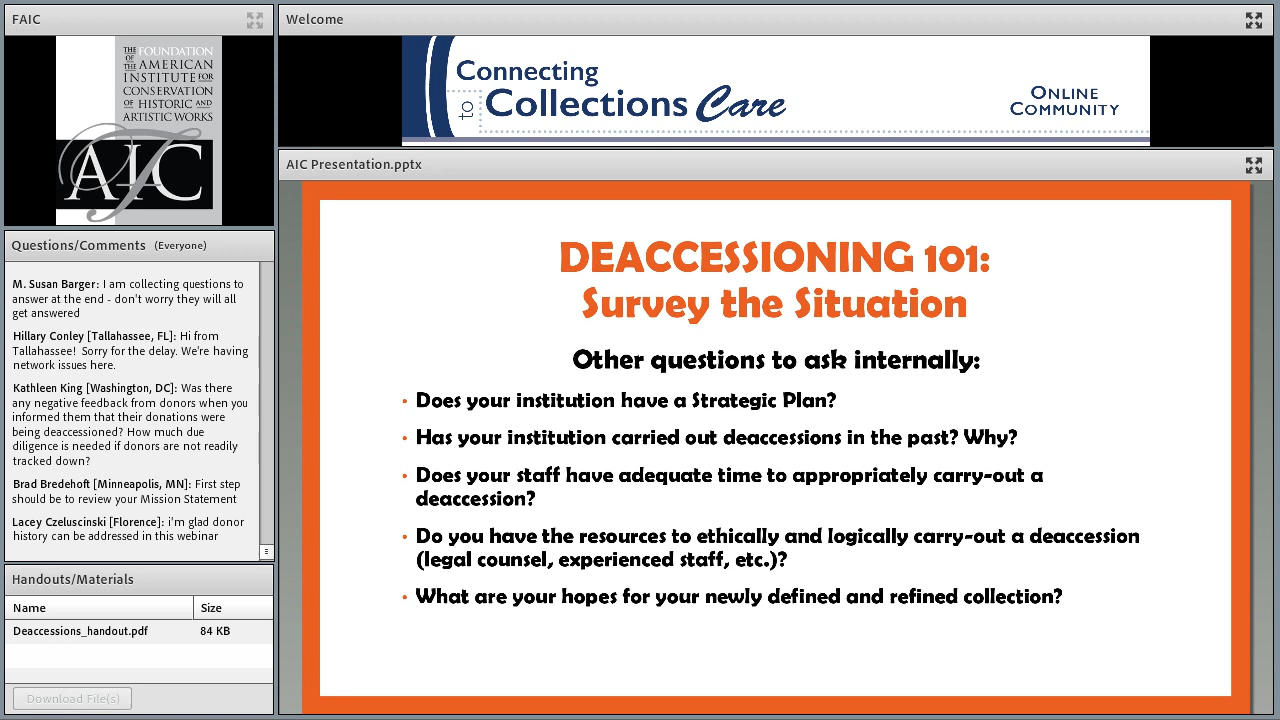 FAIC
THE FOUNDATION
OF THE AMERICAN
INSTITUTE FOR
CONSERVATION
OF HISTORIC AND
ARTISTIC WORKS
AIC
Questions/Comments (Everyone)
M. Susan Barger: I am collecting questions to
answer at the end - don't worry they will all
get answered
Hillary Conley [Tallahassee, FL]: Hi from
Tallahassee! Sorry for the delay. We're having
network issues here.
Kathleen King [Washington, DC]: Was there
any negative feedback from donors when you
informed them that their donations were
being deaccessioned? How much due
diligence is needed if donors are not readily
tracked down?
Brad Bredehoft [Minneapolis, MN]: First step
should be to review your Mission Statement
Lacey Czeluscinski [Florence]: i'm glad donor
history can be addressed in this webinar
Handouts/Materials
Name Size
Deaccessions_handout.pdf 84 KB
Download File(s)
Welcome
Connecting
to Collections Care
ONLINE
COMMUNITY
AIC Presentation.pptx
DEACCESSIONING 101:
Survey the Situation
Other questions to ask internally:
• Does your institution have a Strategic Plan?
• Has your institution carried out deaccessions in the past? Why?
• Does your staff have adequate time to appropriately carry-out a
deaccession?
• Do you have the resources to ethically and logically carry-out a deaccession
(legal counsel, experienced staff, etc.)?
• What are your hopes for your newly defined and refined collection?